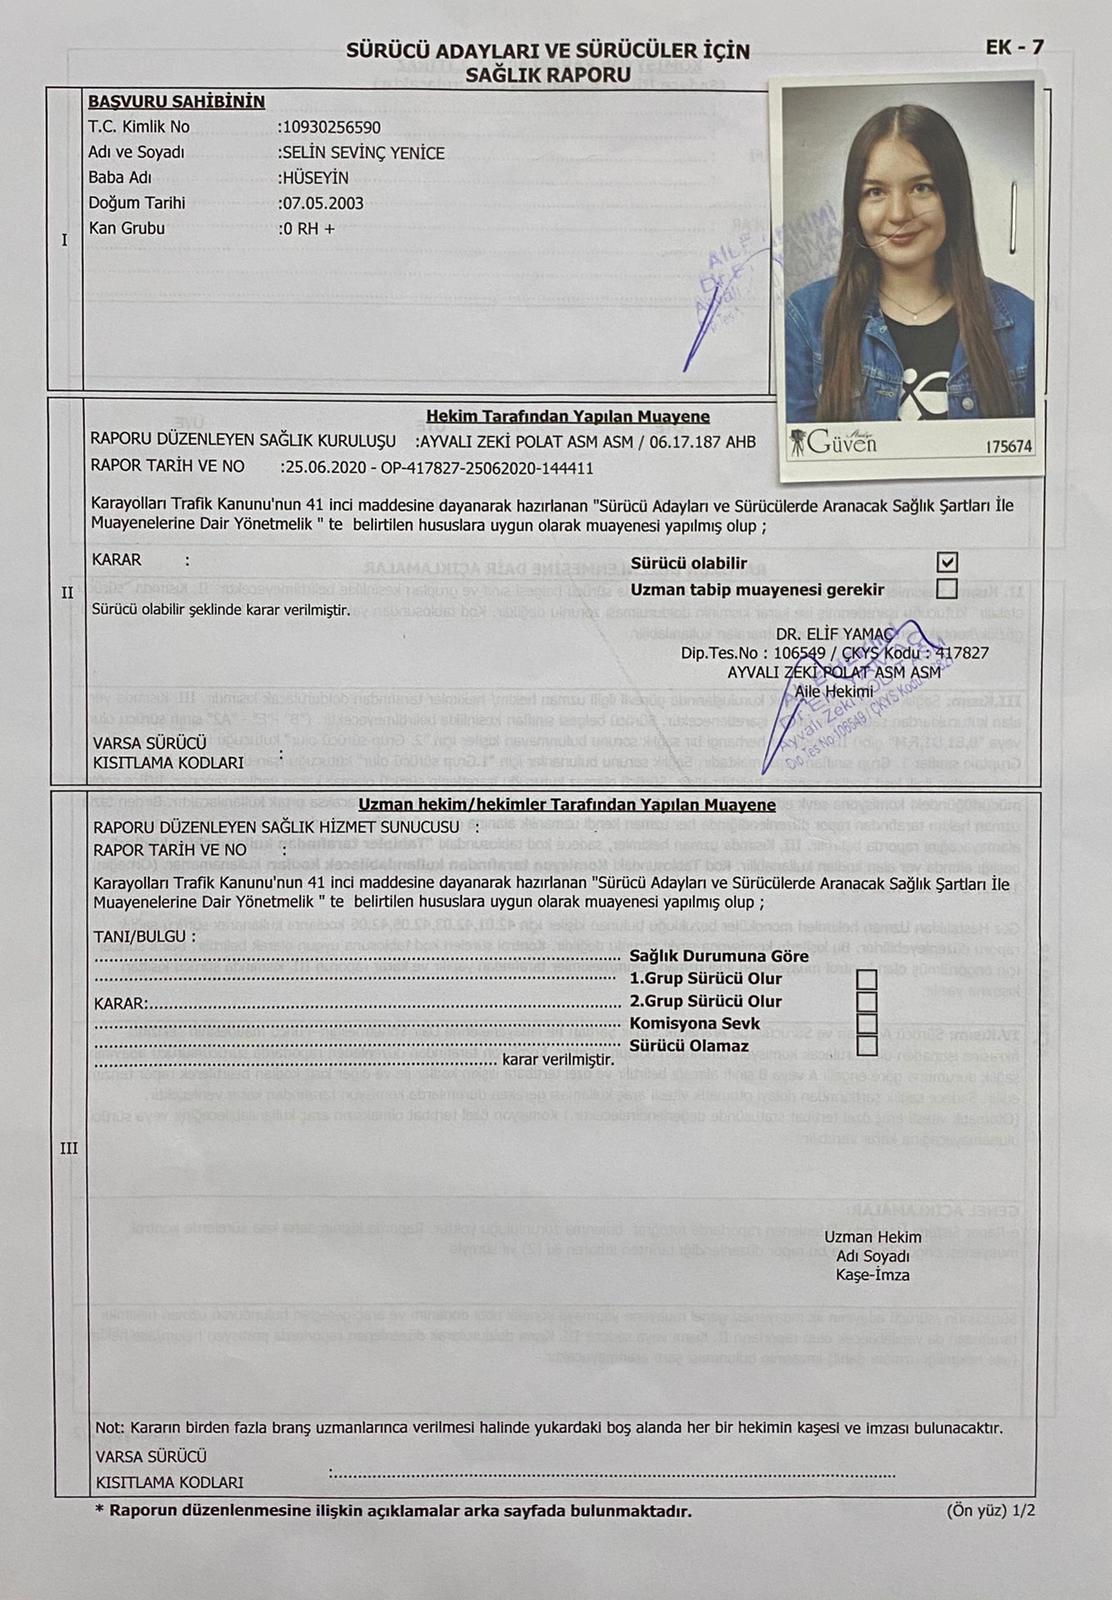 SÜRÜCÜ ADAYLARI VE SÜRÜCÜLER İÇİN
SAĞLIK RAPORU
EK - 7
I
BAŞVURU SAHİBİNİN
T.C. Kimlik No :10930256590
Adı ve Soyadı :SELİN SEVİNÇ YENİCE
Baba Adı :HÜSEYİN
Doğum Tarihi :07.05.2003
Kan Grubu :0 RH +
Güven
175674
II
Hekim Tarafından Yapılan Muayene
RAPORU DÜZENLEYEN SAĞLIK KURULUŞU :AYVALI ZEKİ POLAT ASM ASM / 06.17.187 AHB
RAPOR TARİH VE NO :25.06.2020 - OP-417827-25062020-144411
Karayolları Trafik Kanunu'nun 41 inci maddesine dayanarak hazırlanan "Sürücü Adayları ve Sürücülerde Aranacak Sağlık Şartları İle
Muayenelerine Dair Yönetmelik " te belirtilen hususlara uygun olarak muayenesi yapılmış olup ;
KARAR :
Sürücü olabilir
Uzman tabip muayenesi gerekir
Sürücü olabilir şeklinde karar verilmiştir.
DR. ELİF YAMAÇ
Dip.Tes.No : 106549 / ÇKYS Kodu : 417827
AYVALI ZEKİ POLAT ASM ASM
Aile Hekimi
VARSA SÜRÜCÜ
KISITLAMA KODLARI :
III
Uzman hekim/hekimler Tarafından Yapılan Muayene
RAPORU DÜZENLEYEN SAĞLIK HİZMET SUNUCUSU :
RAPOR TARİH VE NO :
Karayolları Trafik Kanunu'nun 41 inci maddesine dayanarak hazırlanan "Sürücü Adayları ve Sürücülerde Aranacak Sağlık Şartları İle
Muayenelerine Dair Yönetmelik " te belirtilen hususlara uygun olarak muayenesi yapılmış olup ;
TANI/BULGU :
Sağlık Durumuna Göre
1.Grup Sürücü Olur
KARAR: 2.Grup Sürücü Olur
Komisyona Sevk
Sürücü Olamaz
karar verilmiştir.
Uzman Hekim
Adı Soyadı
Kaşe-İmza
Not: Kararın birden fazla branş uzmanlarınca verilmesi halinde yukardaki boş alanda her bir hekimin kaşesi ve imzası bulunacaktır.
VARSA SÜRÜCÜ
KISITLAMA KODLARI :
* Raporun düzenlenmesine ilişkin açıklamalar arka sayfada bulunmaktadır.
(Ön yüz) 1/2